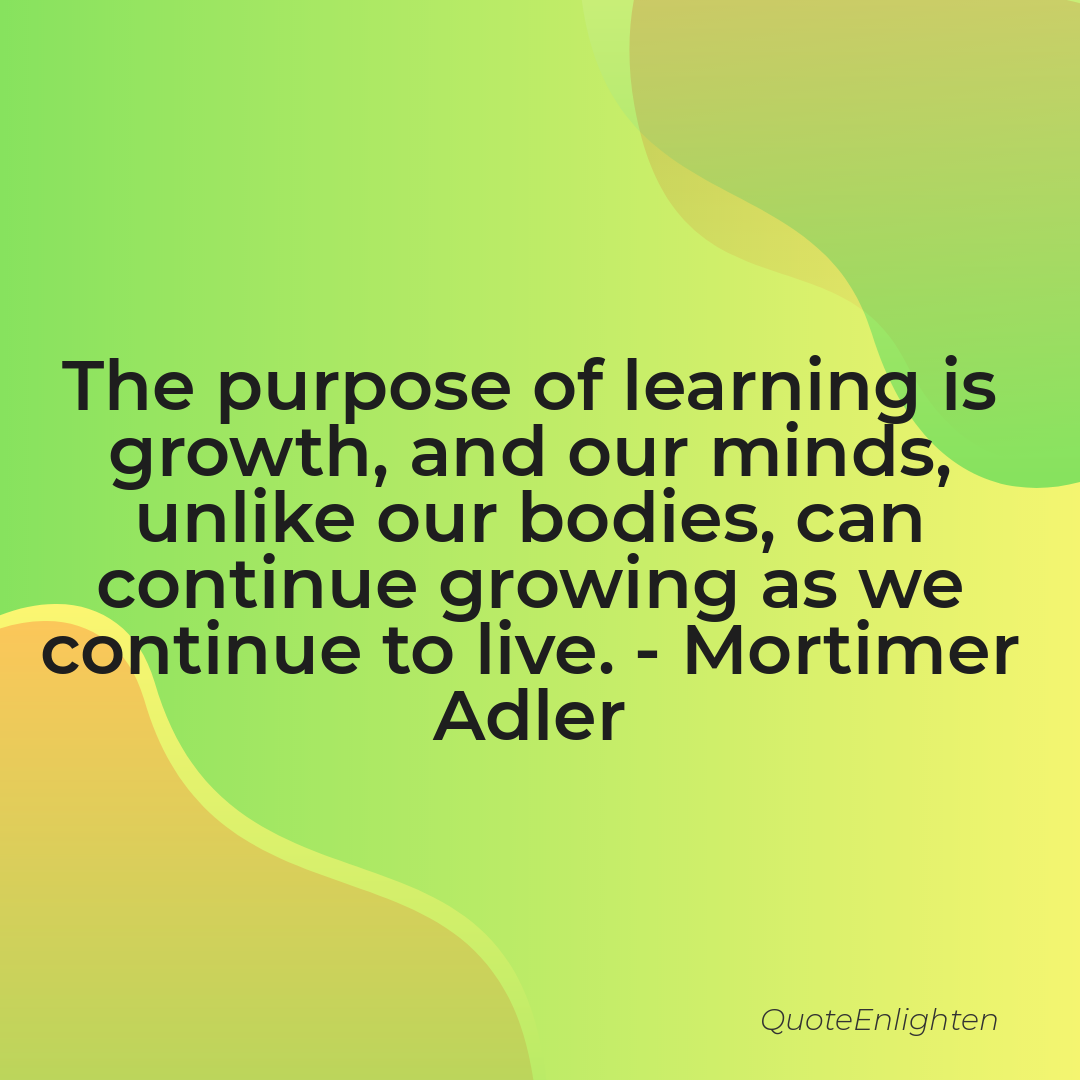 The purpose of learning is
growth, and our minds,
unlike our bodies, can
continue growing as we
continue to live. - Mortimer
Adler
QuoteEnlighten